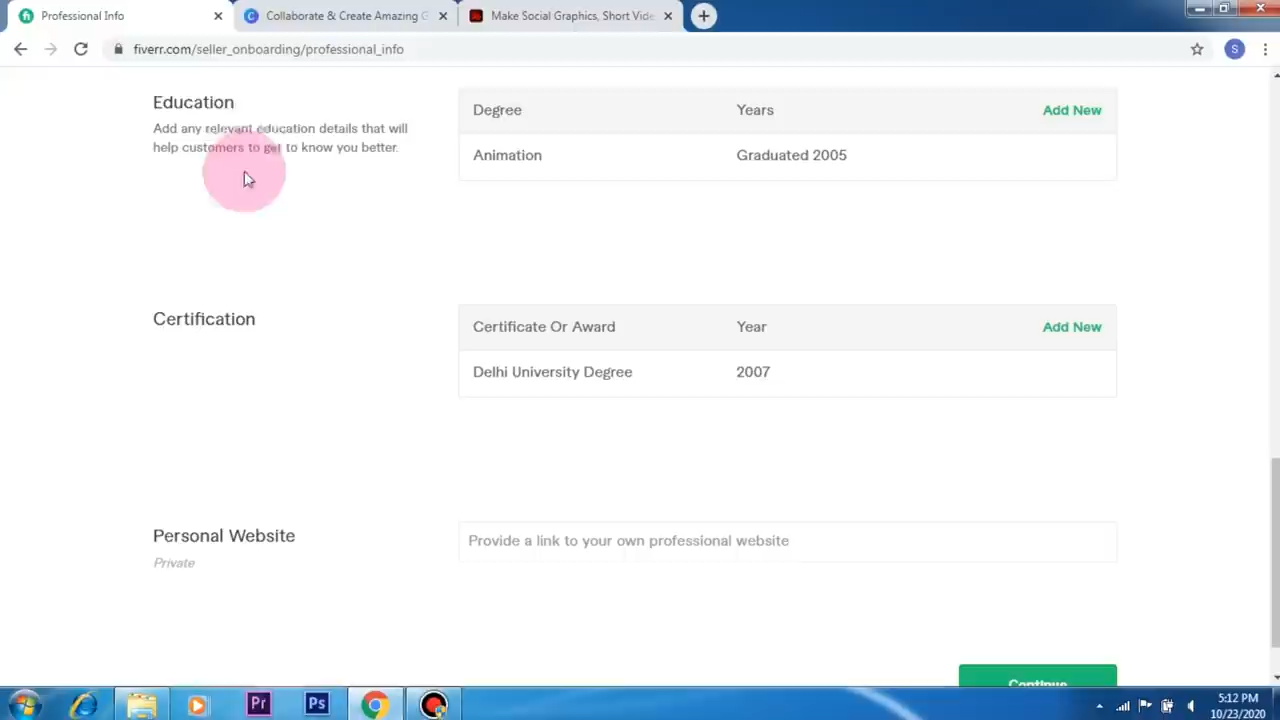 Professional Info
Collaborate & Create Amazing G
Make Social Graphics, Short Vide
fiverr.com/seller_onboarding/professional_info
S
Education
Add any relevant education details that will
help customers to get to know you better.
Degree Years Add New
Animation Graduated 2005
Certification
Certificate Or Award Year Add New
Delhi University Degree 2007
Personal Website
Private
Provide a link to your own professional website
Continue
Pr
Ps
5:12 PM
10/23/2020